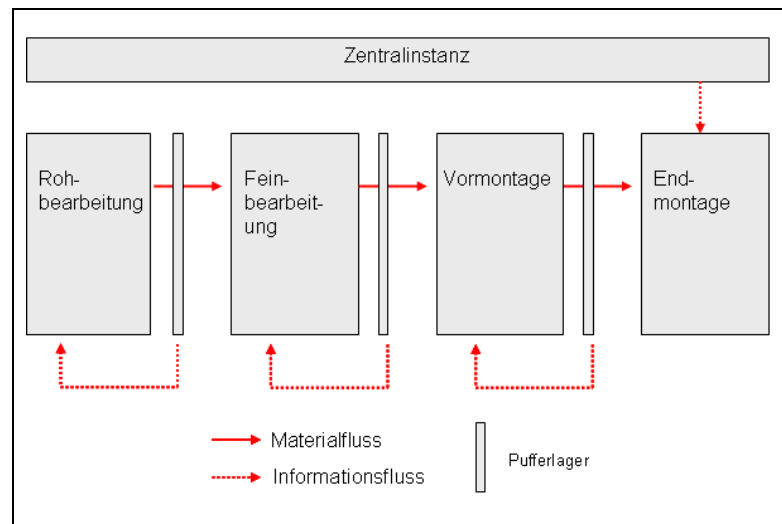 Zentralinstanz
Roh-
bearbeitung
Fein-
bearbeit-
ung
Vormontage
End-
montage
Materialfluss
Informationsfluss
Pufferlager